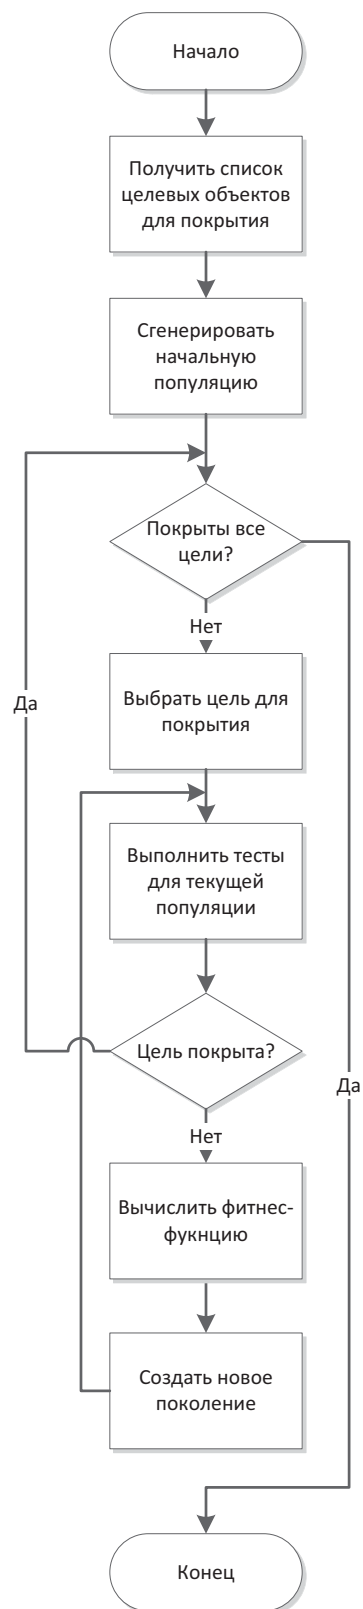 Начало
Получить список
целевых объектов
для покрытия
Сгенерировать
начальную
популяцию
Покрыты все
цели?
Нет
Да
Выбрать цель для
покрытия
Выполнить тесты
для текущей
популяции
Цель покрыта?
Да
Нет
Вычислить фитнес-
фукнцию
Создать новое
поколение
Конец